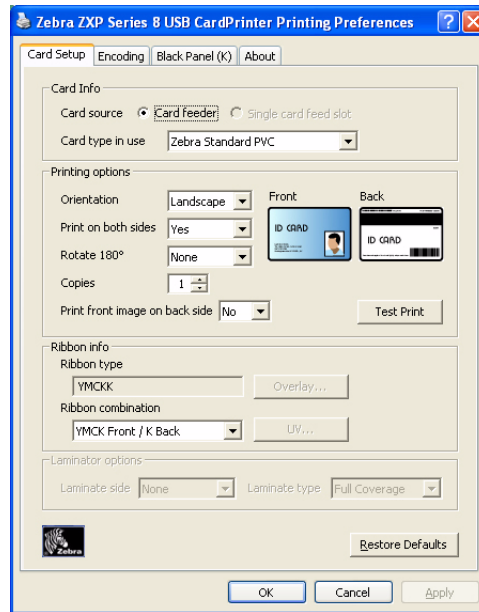 Zebra ZXP Series 8 USB CardPrinter Printing Preferences
Card Setup Encoding Black Panel (K) About
Card Info
Card source Card feeder Single card feed slot
Card type in use Zebra Standard PVC
Printing options
Orientation Landscape Front Back
Print on both sides Yes
ID CARD ID CARD
Rotate 180° None
Copies 1
Print front image on back side No Test Print
Ribbon info
Ribbon type
YMCKK Overlay...
Ribbon combination
YMCK Front / K Back UV...
Laminator options
Laminate side None Laminate type Full Coverage
Zebra Restore Defaults
OK Cancel Apply